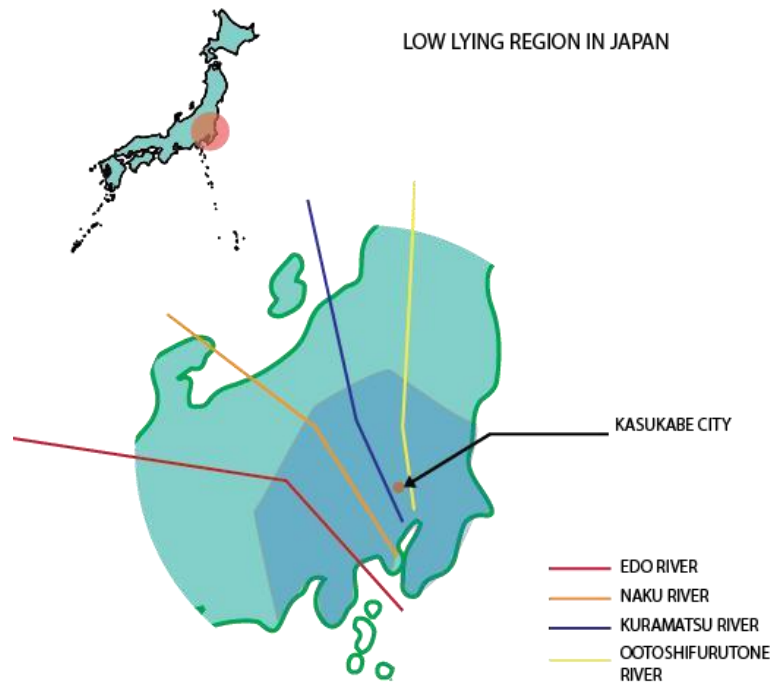 LOW LYING REGION IN JAPAN
KASUKABE CITY
EDO RIVER
NAKU RIVER
KURAMATSU RIVER
OOTOSHIFURUTONE
RIVER